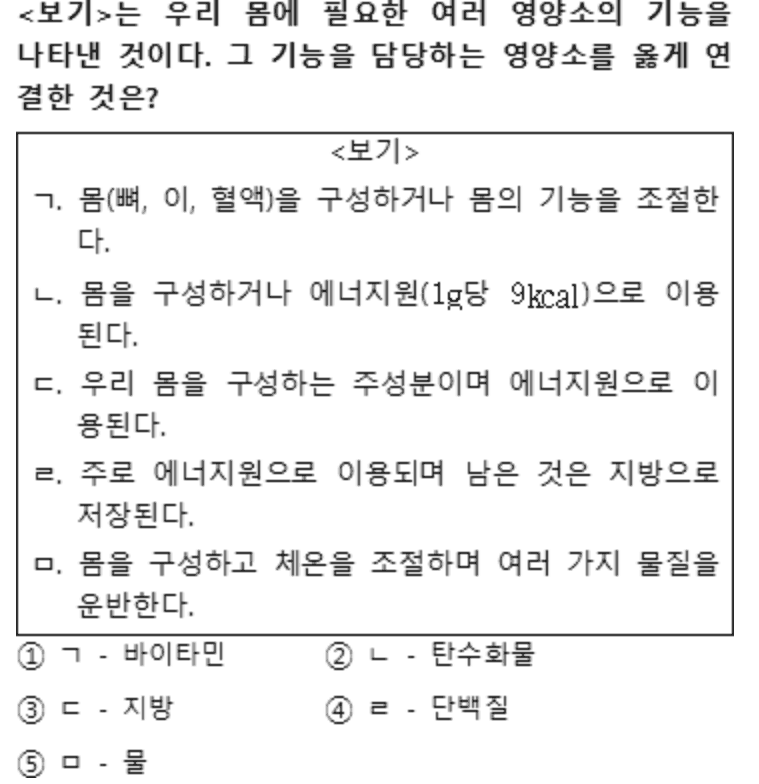 <보기>는 우리 몸에 필요한 여러 영양소의 기능을
나타낸 것이다. 그 기능을 담당하는 영양소를 옳게 연
결한 것은?
<보기>
ㄱ. 몸(뼈, 이, 혈액)을 구성하거나 몸의 기능을 조절한
다.
ㄴ. 몸을 구성하거나 에너지원(1g당 9kcal)으로 이용
된다.
ㄷ. 우리 몸을 구성하는 주성분이며 에너지원으로 이
용된다.
ㄹ. 주로 에너지원으로 이용되며 남은 것은 지방으로
저장된다.
ㅁ. 몸을 구성하고 체온을 조절하며 여러 가지 물질을
운반한다.
① ㄱ - 바이타민 ② ㄴ - 탄수화물
③ ㄷ - 지방 ④ ㄹ - 단백질
⑤ ㅁ - 물